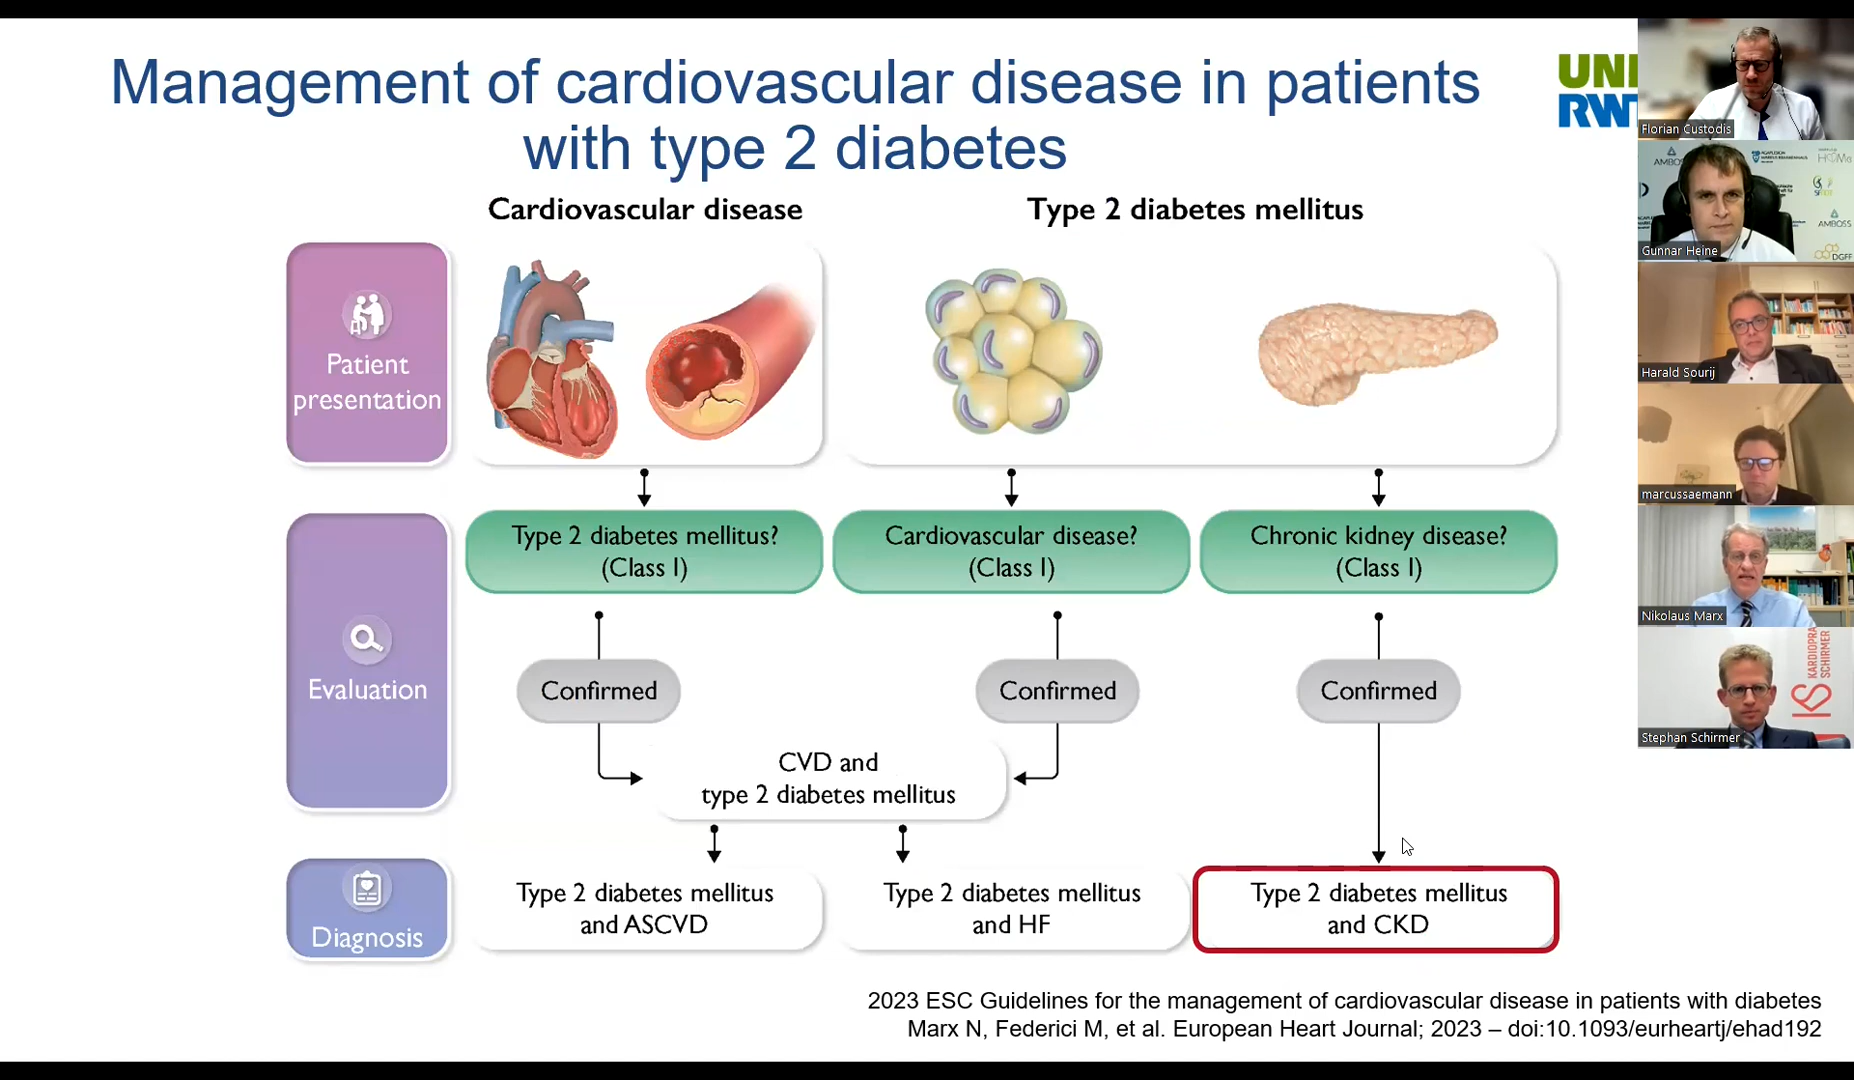 Management of cardiovascular disease in patients
with type 2 diabetes
UNI
RWT
Cardiovascular disease
Type 2 diabetes mellitus
Patient
presentation
Type 2 diabetes mellitus?
(Class I)
Cardiovascular disease?
(Class I)
Chronic kidney disease?
(Class I)
Evaluation
Confirmed
Confirmed
Confirmed
CVD and
type 2 diabetes mellitus
Diagnosis
Type 2 diabetes mellitus
and ASCVD
Type 2 diabetes mellitus
and HF
Type 2 diabetes mellitus
and CKD
2023 ESC Guidelines for the management of cardiovascular disease in patients with diabetes
Marx N, Federici M, et al. European Heart Journal; 2023 – doi:10.1093/eurheartj/ehad192
Florian Custodis
AMBOSS
DGFF
Gunnar Heine
Harald Sourij
marcussaemann
Nikolaus Marx
KARDIOPRA
SCHIRMER
Stephan Schirmer